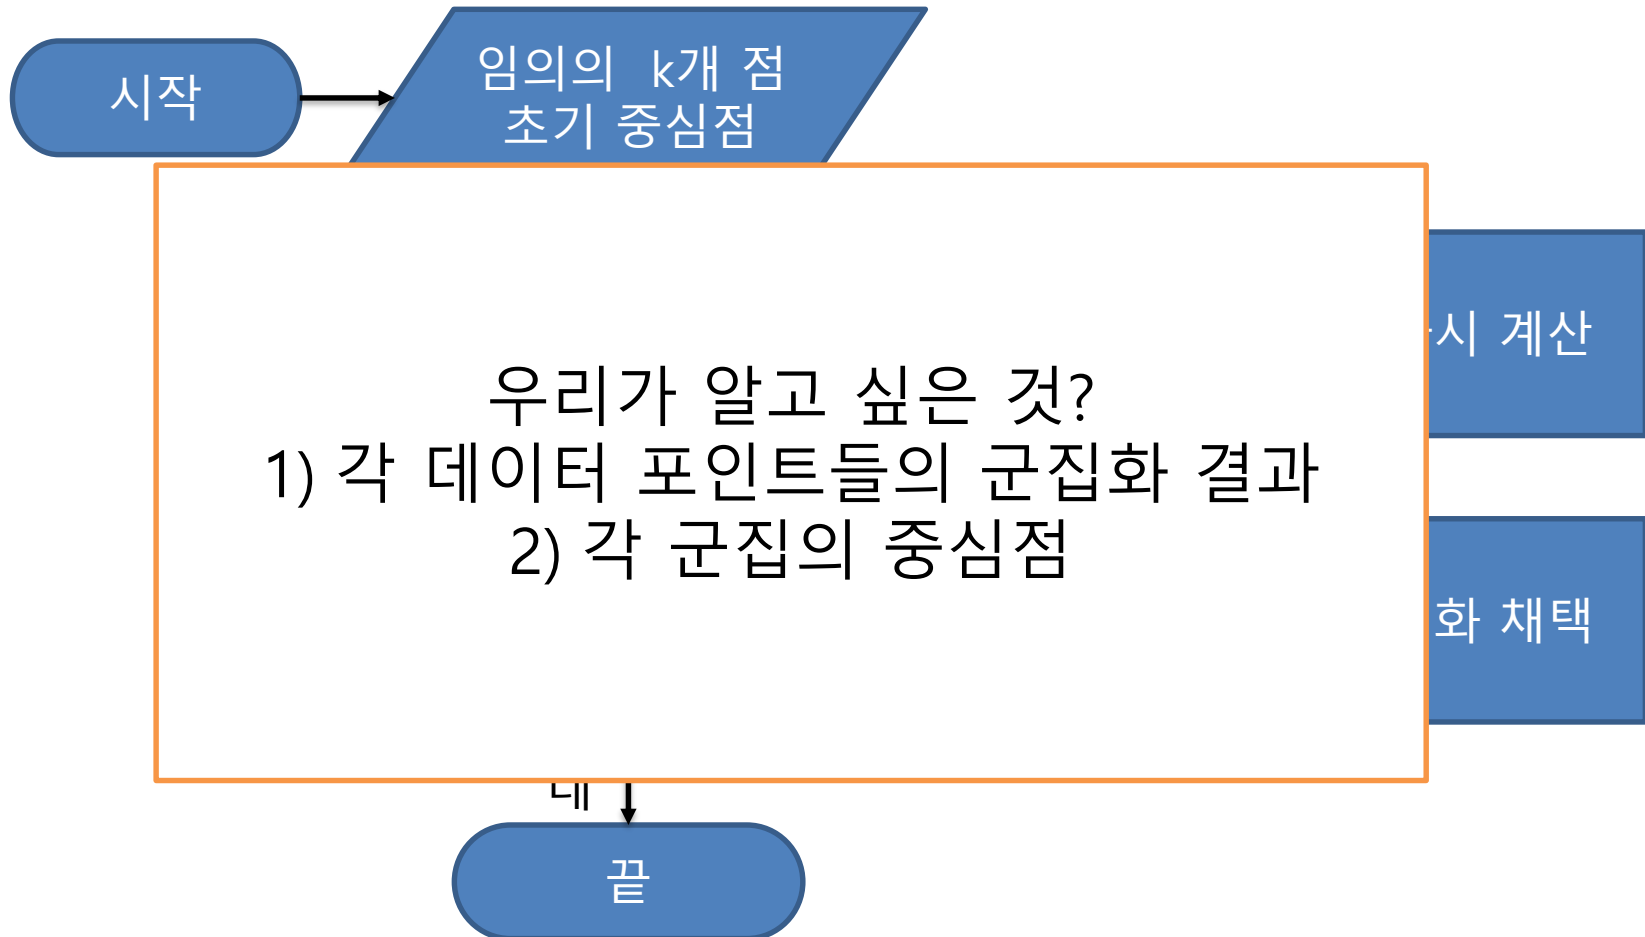 시작
임의의 k개 점
초기 중심점
시 계산
우리가 알고 싶은 것?
1) 각 데이터 포인트들의 군집화 결과
2) 각 군집의 중심점
화 채택
끝